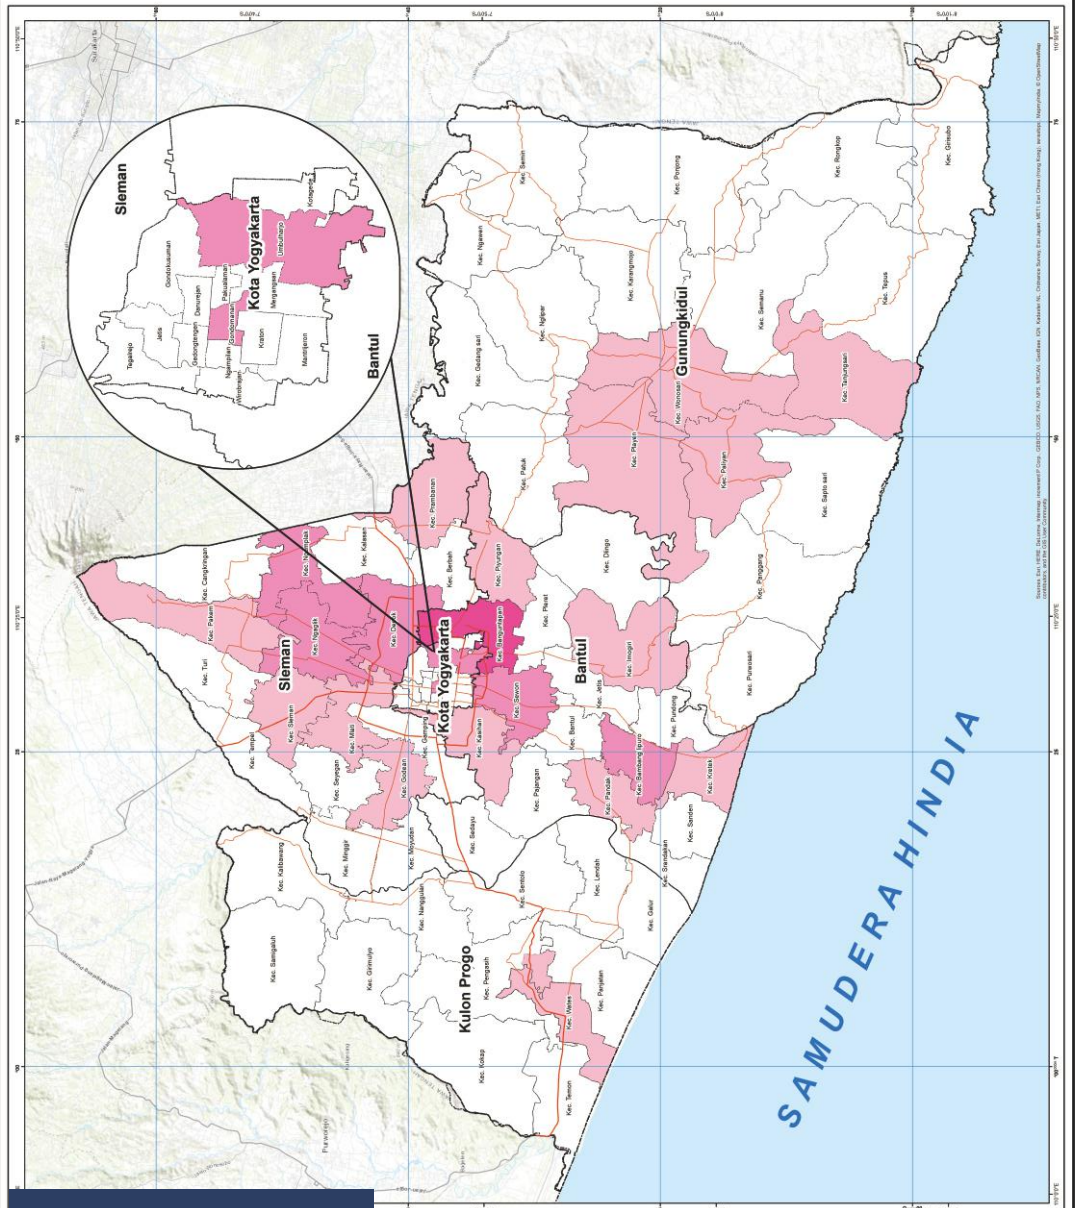 Sleman
Tegalrejo
Jetis
Gondokusuman
Gedongtengen
Danurejan
Ngampilan
Wirobrajan
Gondomanan
Pakualaman
Kraton
Mantrijeron
Mergangsan
Umbulharjo
Kotagede
Kota Yogyakarta
Bantul
Kec. Cangkringan
Kec. Pakem
Kec. Turi
Kec. Tempel
Kec. Sleman
Kec. Ngaglik
Kec. Ngemplak
Kec. Kalasan
Kec. Depok
Kec. Mlati
Kec. Seyegan
Kec. Godean
Kec. Gamping
Kec. Minggir
Kec. Moyudan
Kec. Berbah
Kec. Prambanan
Sleman
Kota Yogyakarta
Kec. Banguntapan
Kec. Piyungan
Kec. Pleret
Kec. Sewon
Kec. Kasihan
Kec. Sedayu
Kec. Pajangan
Kec. Bantul
Kec. Jetis
Kec. Imogiri
Kec. Dlingo
Kec. Pandak
Kec. Bambang lipuro
Kec. Pundong
Kec. Kretek
Kec. Sanden
Kec. Srandakan
Bantul
Kec. Samigaluh
Kec. Kalibawang
Kec. Girimulyo
Kec. Nanggulan
Kec. Kokap
Kec. Pengasih
Kec. Sentolo
Kec. Temon
Kec. Wates
Kec. Panjatan
Kec. Lendah
Kec. Galur
Kulon Progo
Kec. Gedang sari
Kec. Ngawen
Kec. Semin
Kec. Patuk
Kec. Nglipar
Kec. Karangmojo
Kec. Ponjong
Kec. Playen
Kec. Wonosari
Kec. Semanu
Kec. Rongkop
Kec. Paliyan
Kec. Panggang
Kec. Purwosari
Kec. Sapto sari
Kec. Tanjungsari
Kec. Tepus
Kec. Girisubo
Gunungkidul
SAMUDERA HINDIA